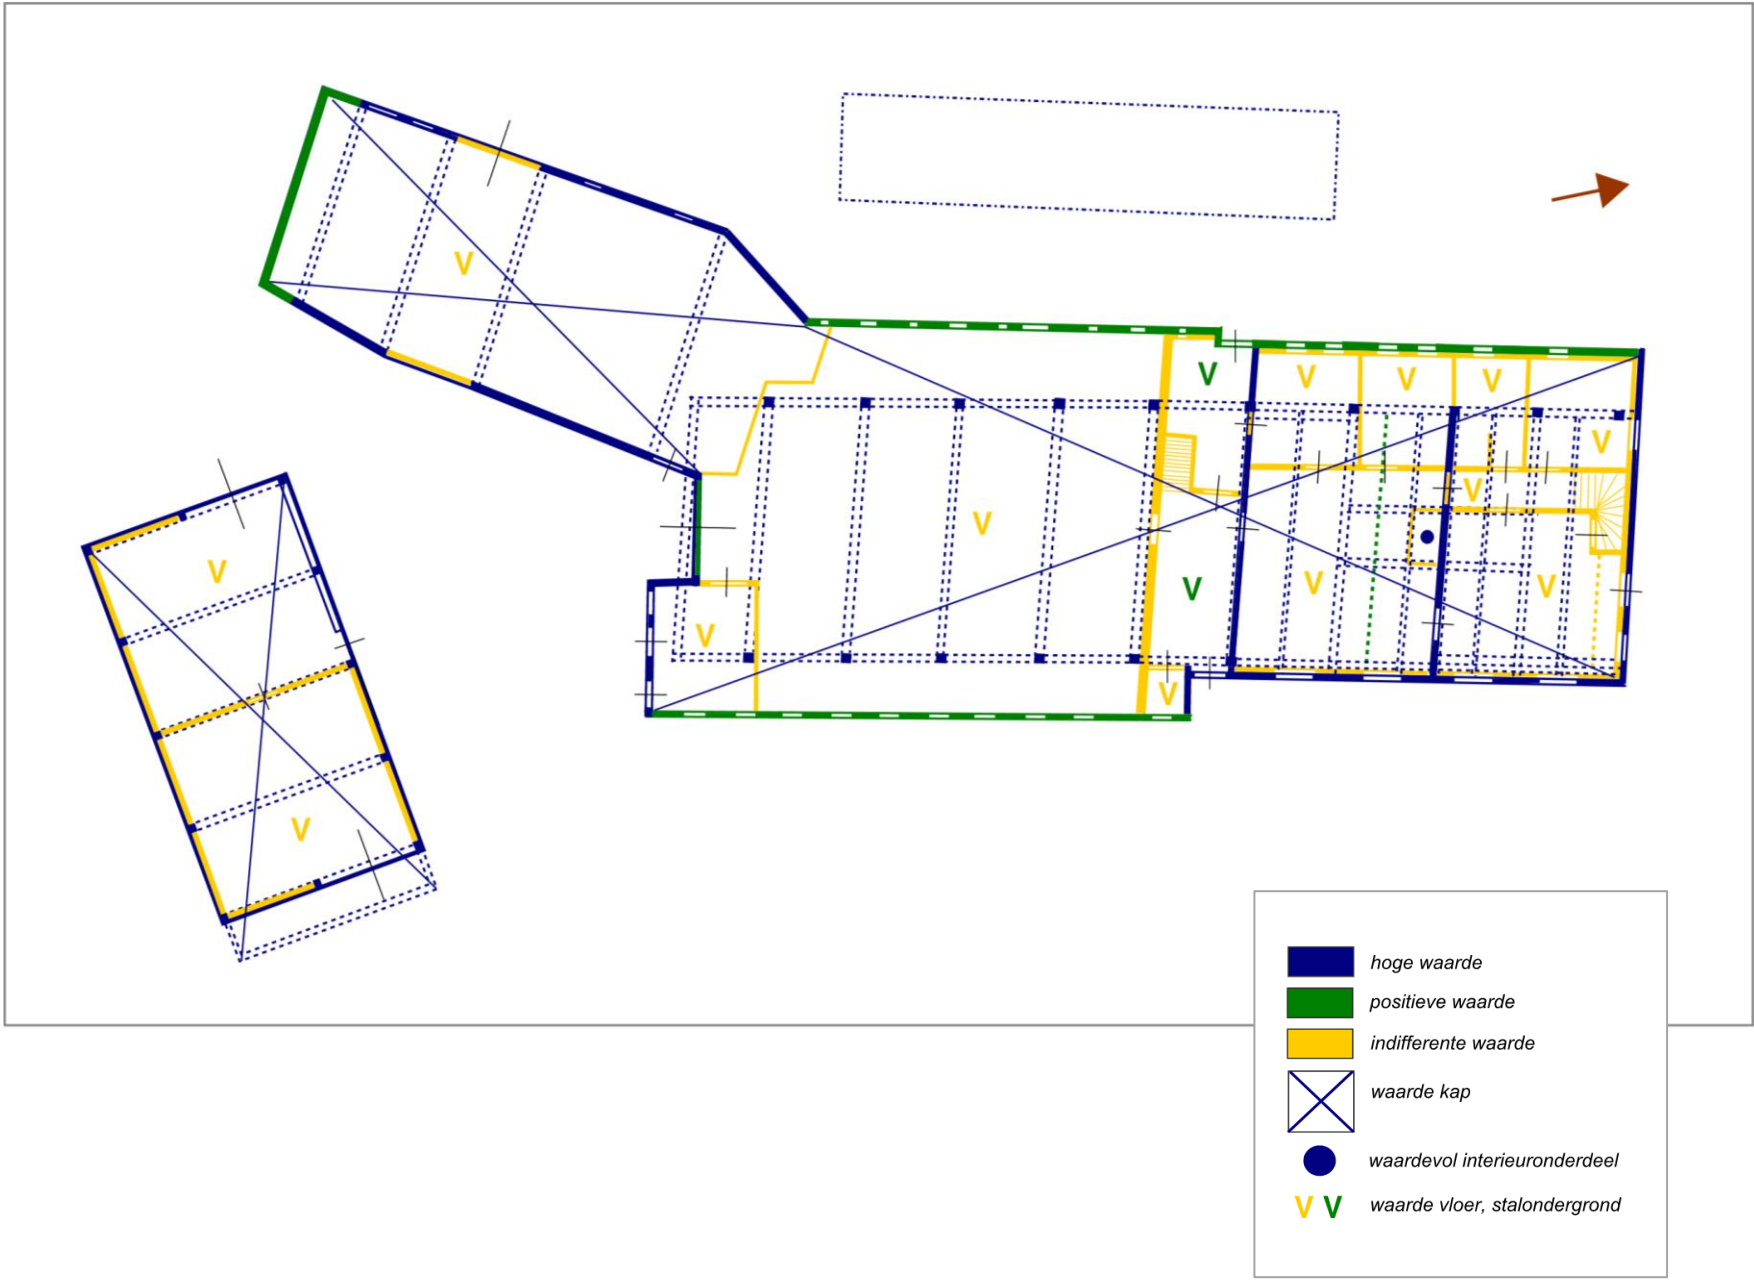 V
V V V V
V
V
V
V
V V V V
V
V
V
hoge waarde
positieve waarde
indifferente waarde
waarde kap
waardevol interieuronderdeel
V V waarde vloer, stalondergrond